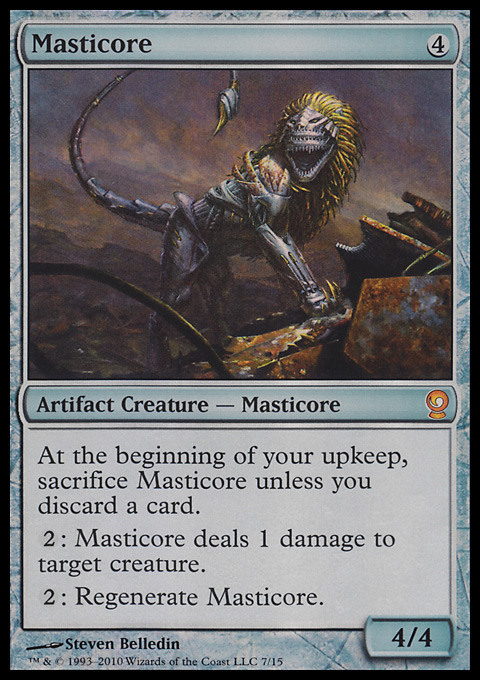 Masticore 4
Artifact Creature — Masticore
At the beginning of your upkeep,
sacrifice Masticore unless you
discard a card.
2: Masticore deals 1 damage to
target creature.
2: Regenerate Masticore.
Steven Belledin
4/4
™ & © 1993–2010 Wizards of the Coast LLC 7/15